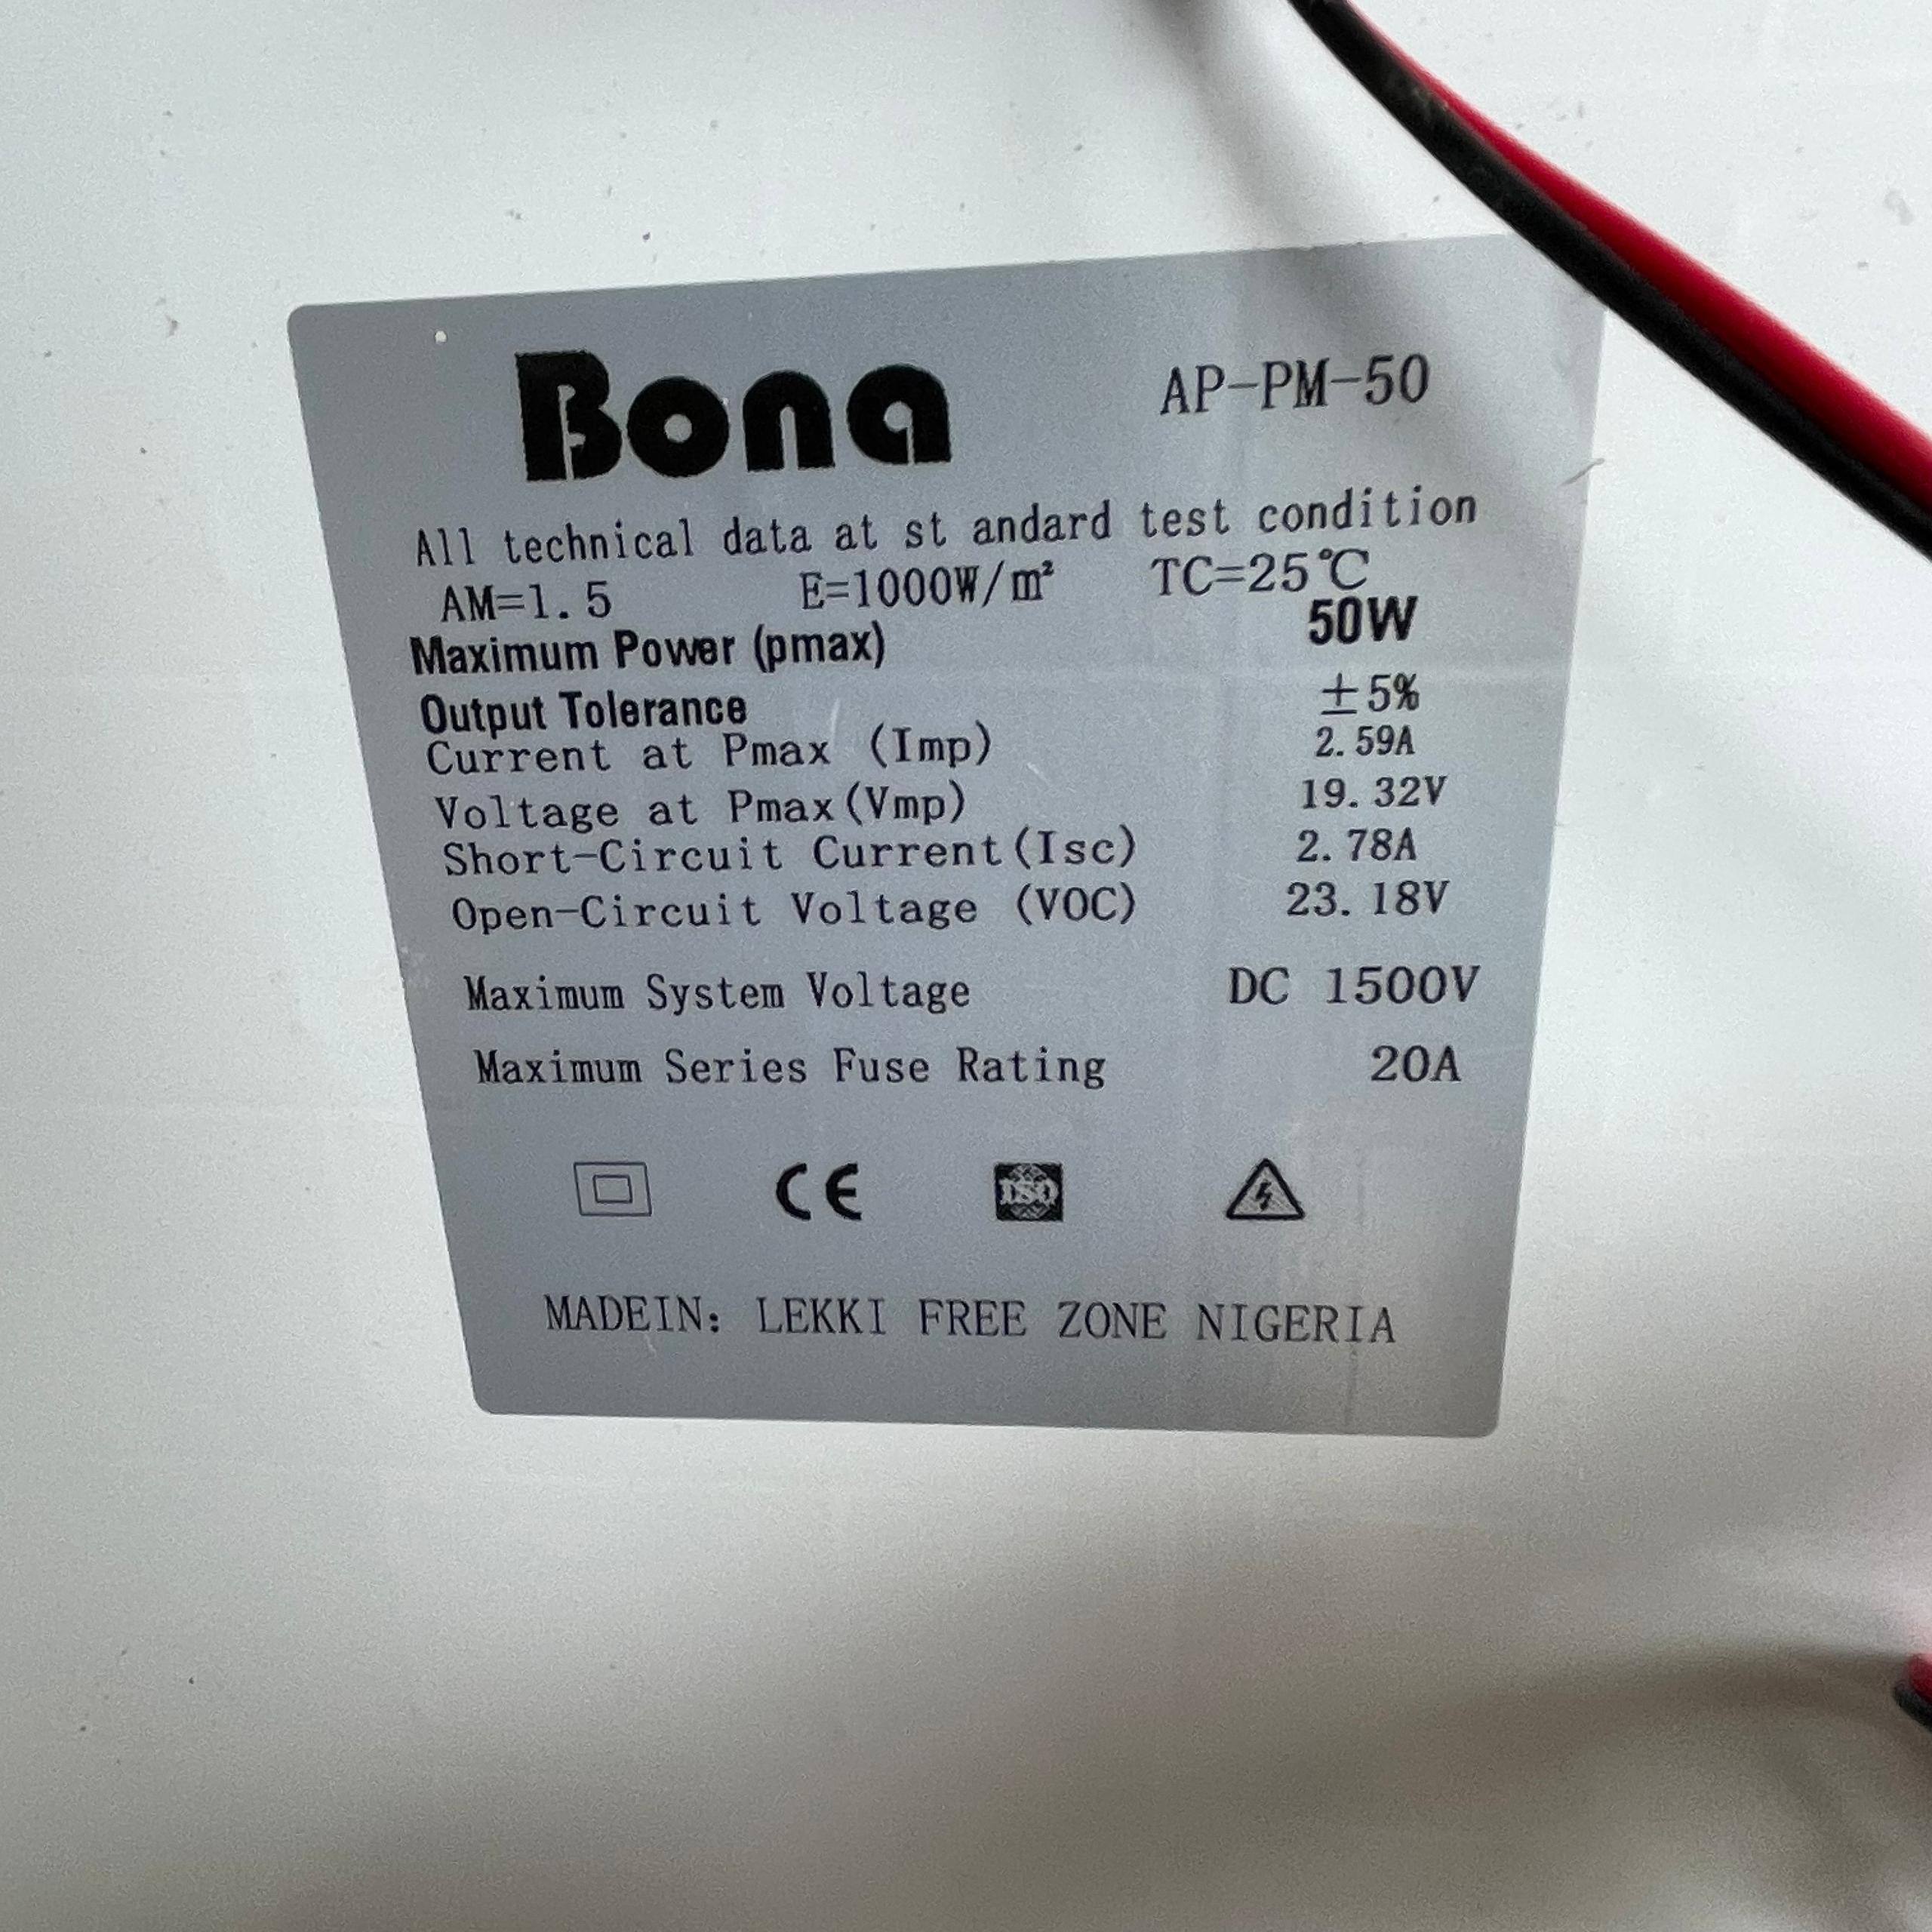 Bona AP-PM-50
All technical data at st andard test condition
AM=1.5 E=1000W/m² TC=25℃
Maximum Power (pmax) 50W
Output Tolerance ±5%
Current at Pmax (Imp) 2.59A
Voltage at Pmax(Vmp) 19.32V
Short-Circuit Current(Isc) 2.78A
Open-Circuit Voltage (VOC) 23.18V
Maximum System Voltage DC 1500V
Maximum Series Fuse Rating 20A
CE ISO
MADEIN: LEKKI FREE ZONE NIGERIA